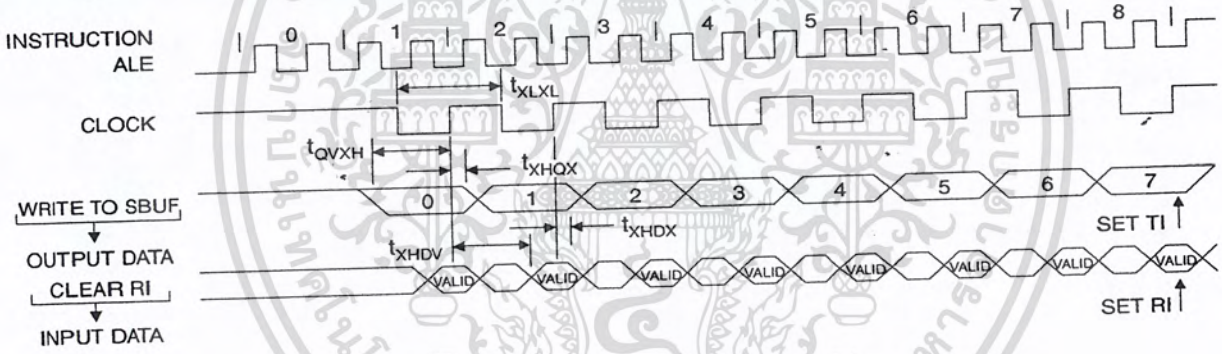 INSTRUCTION
0 1 2 3 4 5 6 7 8
ALE
tXLXL
CLOCK
tQVXH
tXHQX
0 1 2 3 4 5 6 7
WRITE TO SBUF
tXHDX
SET TI
tXHDV
OUTPUT DATA
VALID VALID VALID VALID VALID VALID VALID VALID
CLEAR RI
SET RI
INPUT DATA